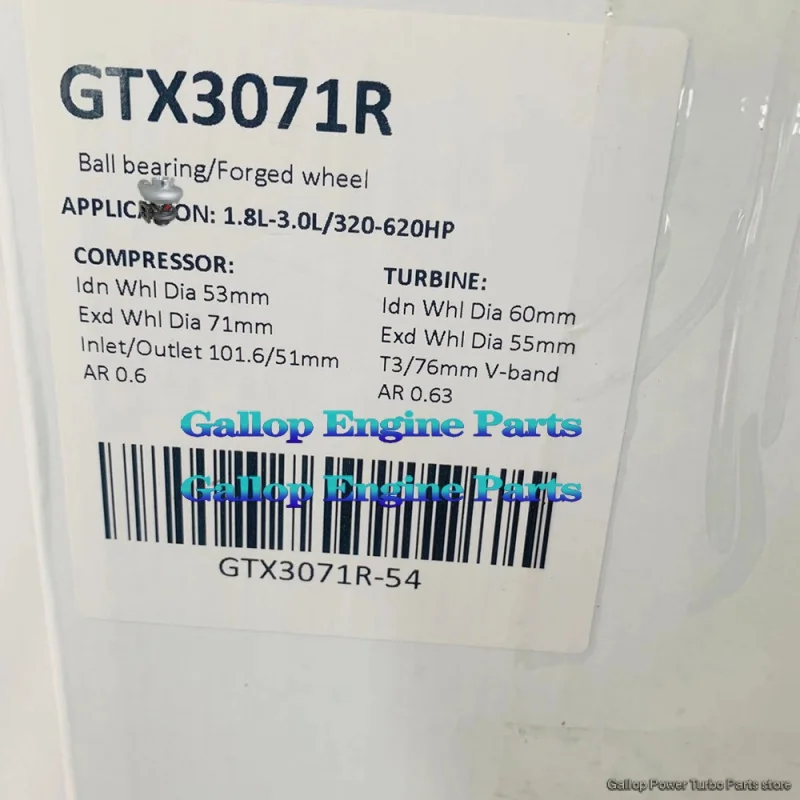 GTX3071R
Ball bearing/Forged wheel
APPLICATION: 1.8L-3.0L/320-620HP
COMPRESSOR:
Idn Whl Dia 53mm
Exd Whl Dia 71mm
Inlet/Outlet 101.6/51mm
AR 0.6
TURBINE:
Idn Whl Dia 60mm
Exd Whl Dia 55mm
T3/76mm V-band
AR 0.63
Gallop Engine Parts
Gallop Engine Parts
GTX3071R-54
Gallop Power Turbo Parts store